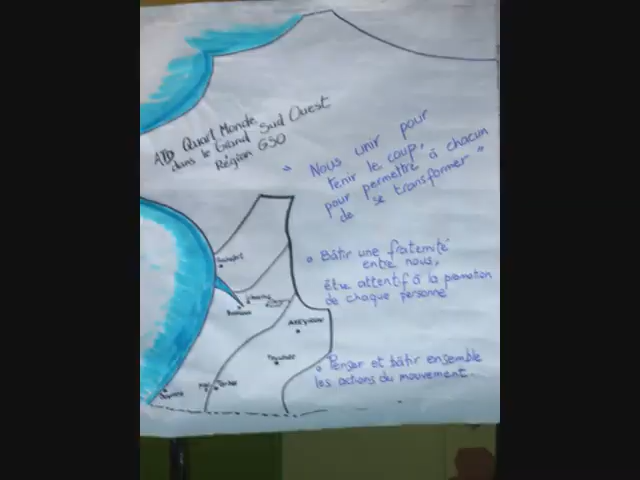 ATD Quart Monde
dans le Grand Sud Ouest
Région GSO
" Nous unir pour
tenir le coup,
pour permettre à chacun
de se transformer "
• Bâtir une fraternité
entre nous,
être attentif à la promotion
de chaque personne
• Penser et bâtir ensemble
les actions du mouvement.